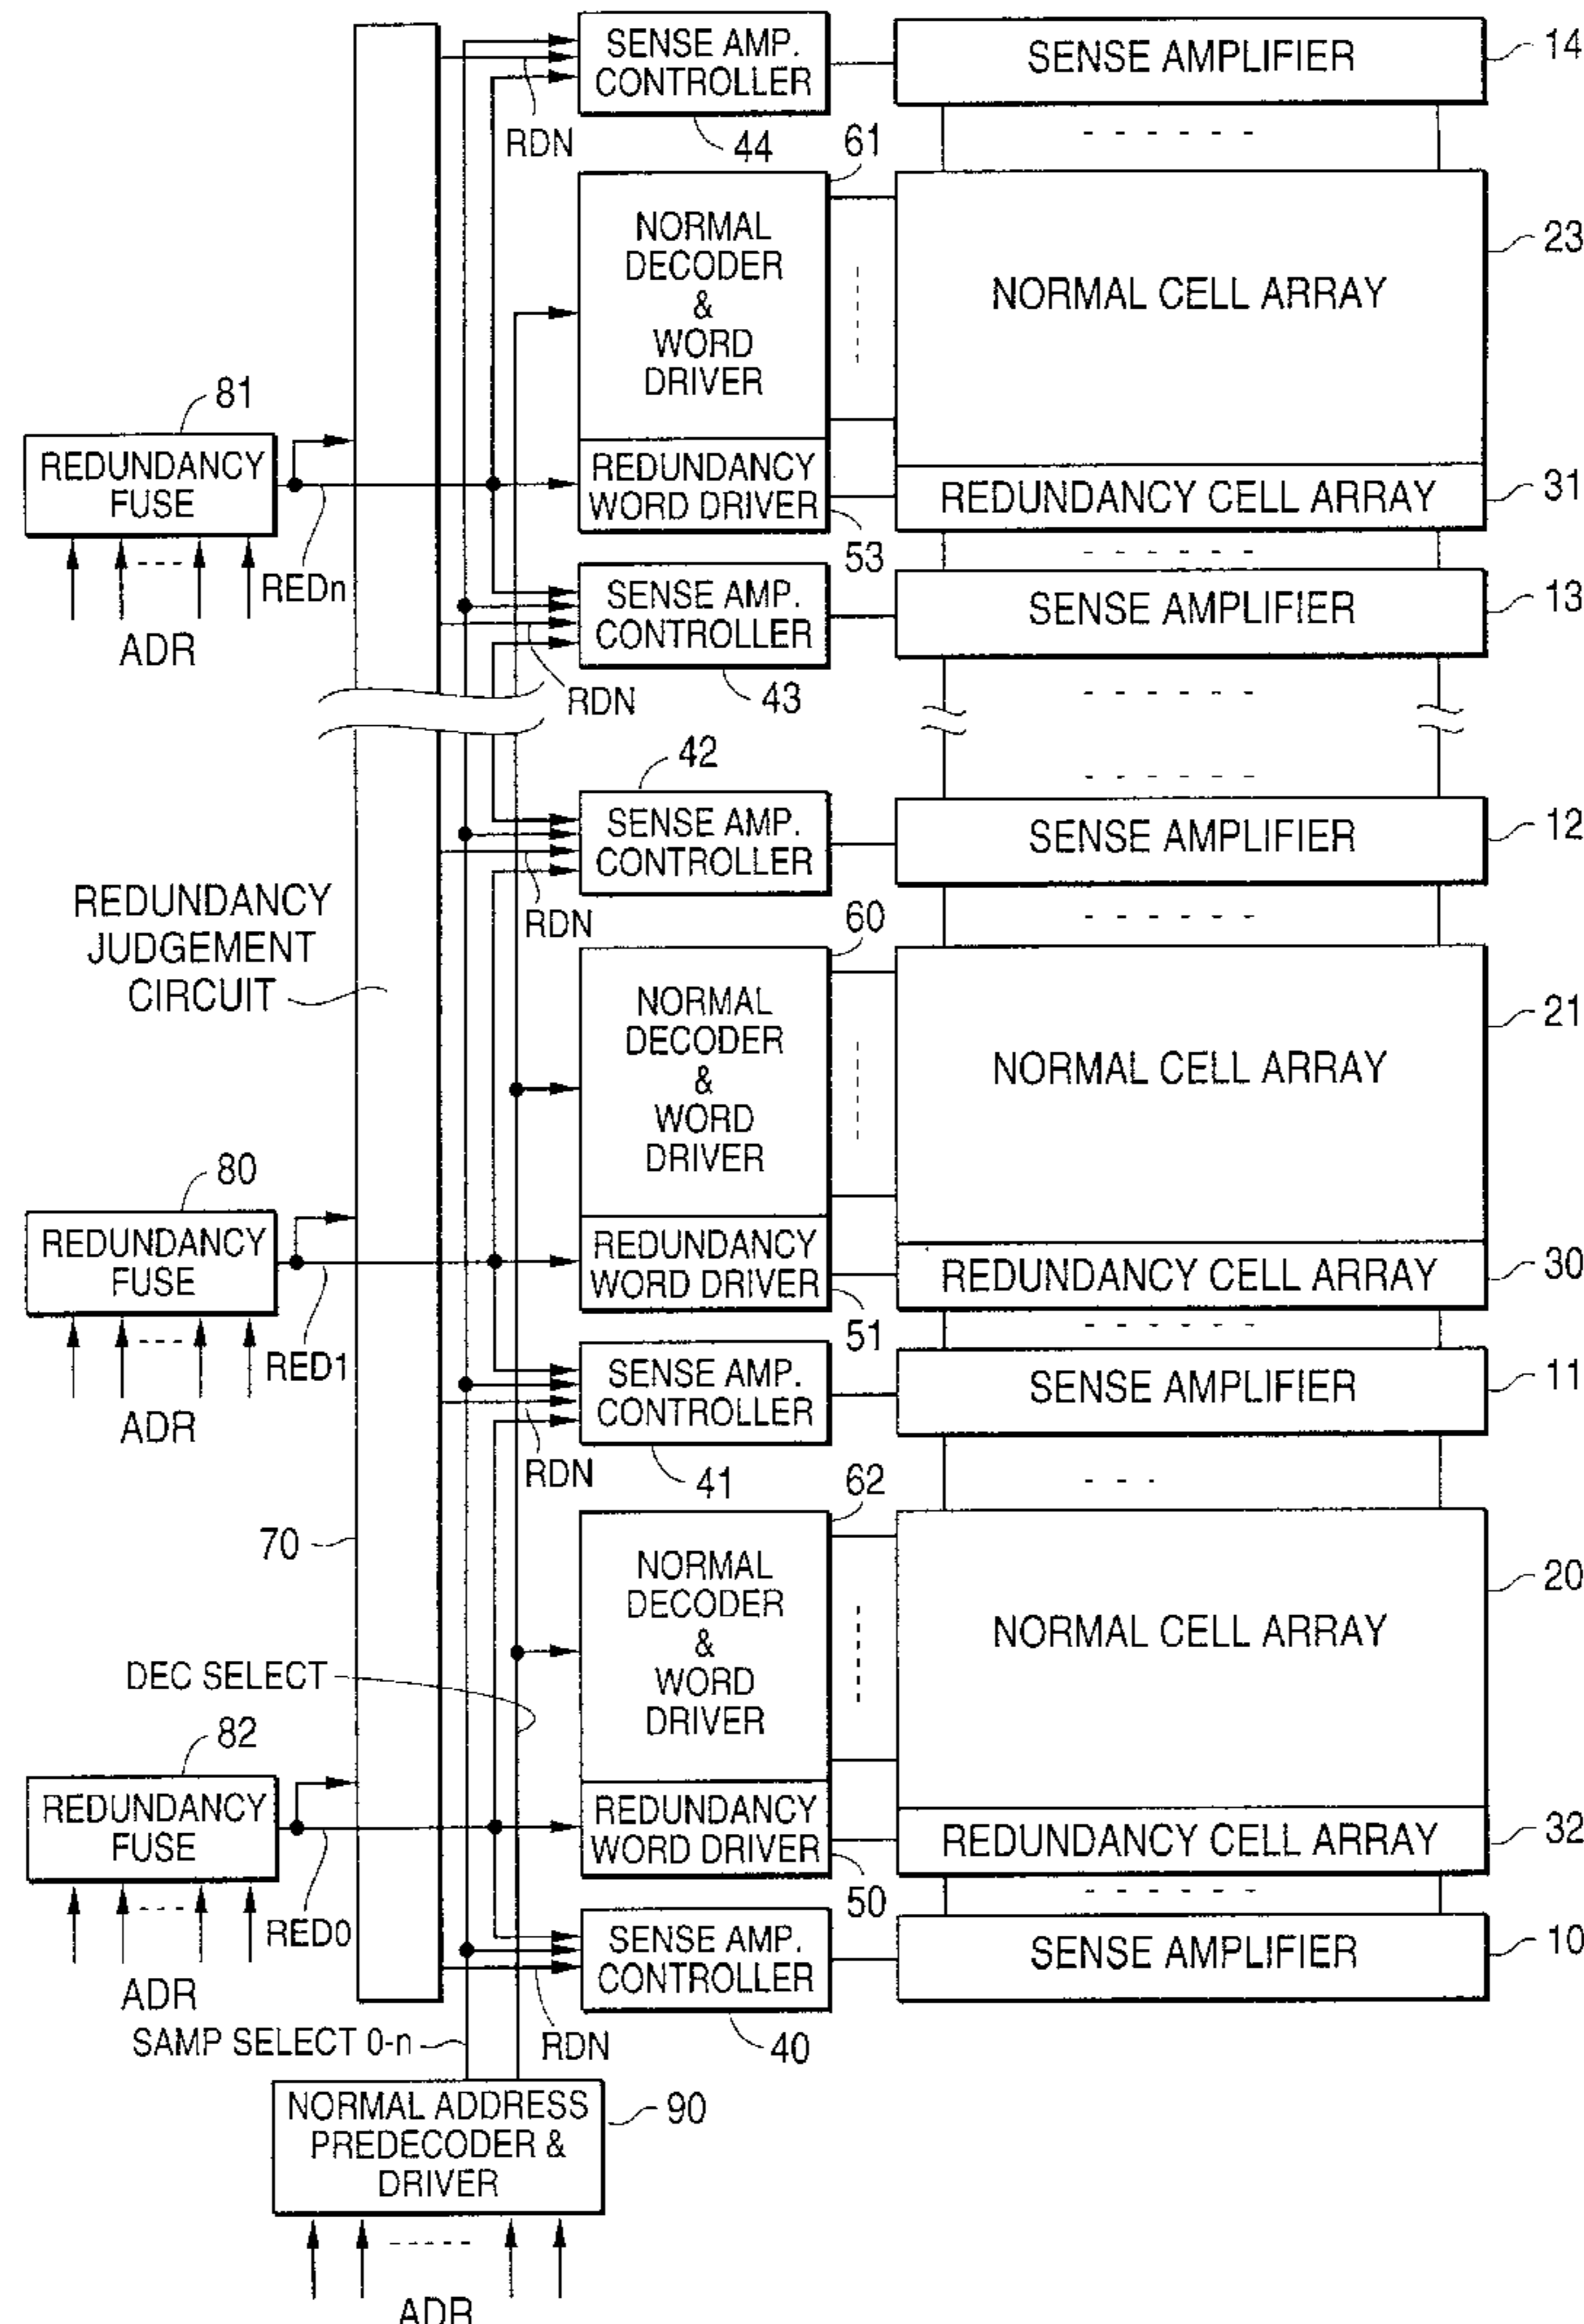 SENSE AMP.
CONTROLLER
SENSE AMPLIFIER
14
RDN
44
61
NORMAL
DECODER
&
WORD
DRIVER
NORMAL CELL ARRAY
23
81
REDUNDANCY
FUSE
REDUNDANCY
WORD DRIVER
REDUNDANCY CELL ARRAY
31
53
REDn
ADR
SENSE AMP.
CONTROLLER
SENSE AMPLIFIER
13
RDN
43
42
SENSE AMP.
CONTROLLER
SENSE AMPLIFIER
12
REDUNDANCY
JUDGEMENT
CIRCUIT
RDN
60
NORMAL
DECODER
&
WORD
DRIVER
NORMAL CELL ARRAY
21
80
REDUNDANCY
FUSE
REDUNDANCY
WORD DRIVER
REDUNDANCY CELL ARRAY
30
51
RED1
ADR
SENSE AMP.
CONTROLLER
SENSE AMPLIFIER
11
RDN
41
62
70
NORMAL
DECODER
&
WORD
DRIVER
NORMAL CELL ARRAY
20
DEC SELECT
82
REDUNDANCY
FUSE
REDUNDANCY
WORD DRIVER
REDUNDANCY CELL ARRAY
32
50
RED0
ADR
SENSE AMP.
CONTROLLER
SENSE AMPLIFIER
10
SAMP SELECT 0-n
RDN
40
NORMAL ADDRESS
PREDECODER &
DRIVER
90
ADR